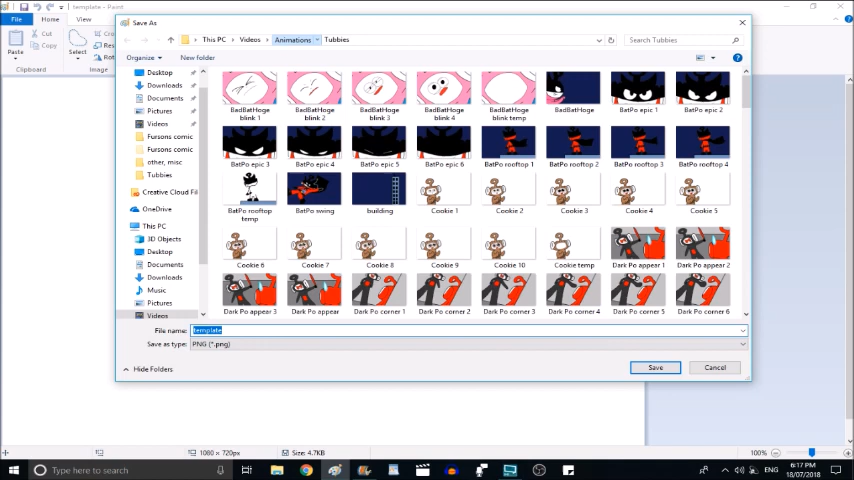 template - Paint
File Home View
Paste
Cut
Copy
Select
Rot
Clipboard
Image
Save As
This PC > Videos > Animations > Tubbies
Search Tubbies
Organize
New folder
Desktop
Downloads
Documents
Pictures
Videos
Fursons comic
Fursons comic
other, misc
Tubbies
Creative Cloud Fil
OneDrive
This PC
3D Objects
Desktop
Documents
Downloads
Music
Pictures
Videos
BadBatHoge blink 1
BadBatHoge blink 2
BadBatHoge blink 3
BadBatHoge blink 4
BadBatHoge blink temp
BadBatHoge
BatPo epic 1
BatPo epic 2
BatPo epic 3
BatPo epic 4
BatPo epic 5
BatPo epic 6
BatPo rooftop 1
BatPo rooftop 2
BatPo rooftop 3
BatPo rooftop 4
BatPo rooftop temp
BatPo swing
building
Cookie 1
Cookie 2
Cookie 3
Cookie 4
Cookie 5
Cookie 6
Cookie 7
Cookie 8
Cookie 9
Cookie 10
Cookie temp
Dark Po appear 1
Dark Po appear 2
Dark Po appear 3
Dark Po appear
Dark Po corner 1
Dark Po corner 2
Dark Po corner 3
Dark Po corner 4
Dark Po corner 5
Dark Po corner 6
File name: template
Save as type: PNG (*.png)
Hide Folders
Save
Cancel
1080 × 720px
Size: 4.7KB
100%
Type here to search
ENG
6:17 PM
18/07/2018